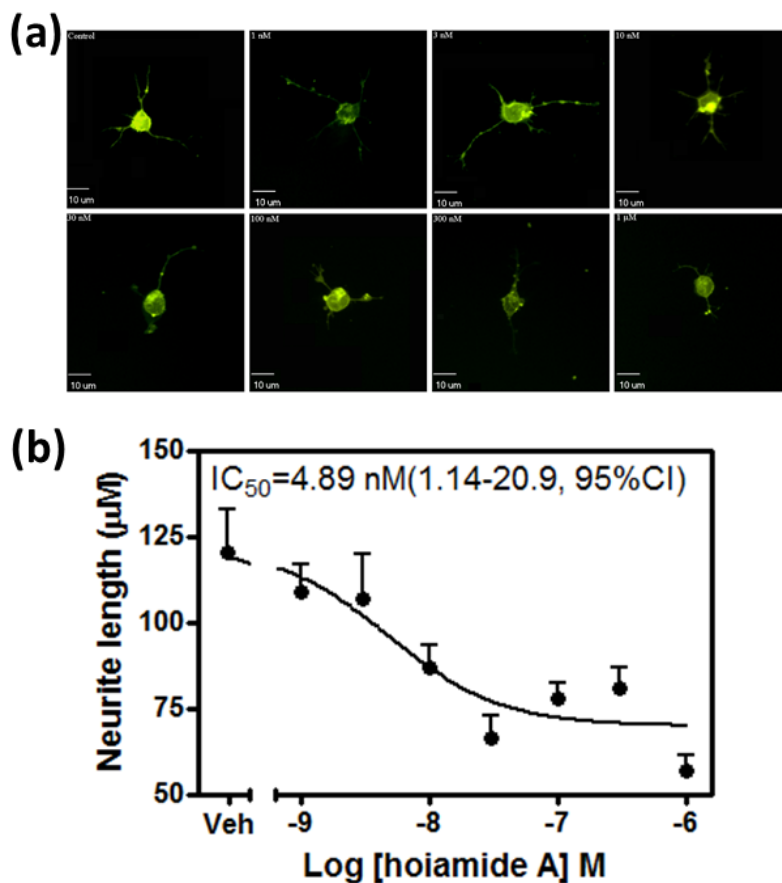 (a)
Control
1 nM
3 nM
10 nM
10 um
10 um
10 um
10 um
30 nM
100 nM
300 nM
1 µM
10 um
10 um
10 um
10 um
(b)
IC50=4.89 nM(1.14-20.9, 95%CI)
Neurite length (µM)
150
125
100
75
50
Veh
-9
-8
-7
-6
Log [hoiamide A] M